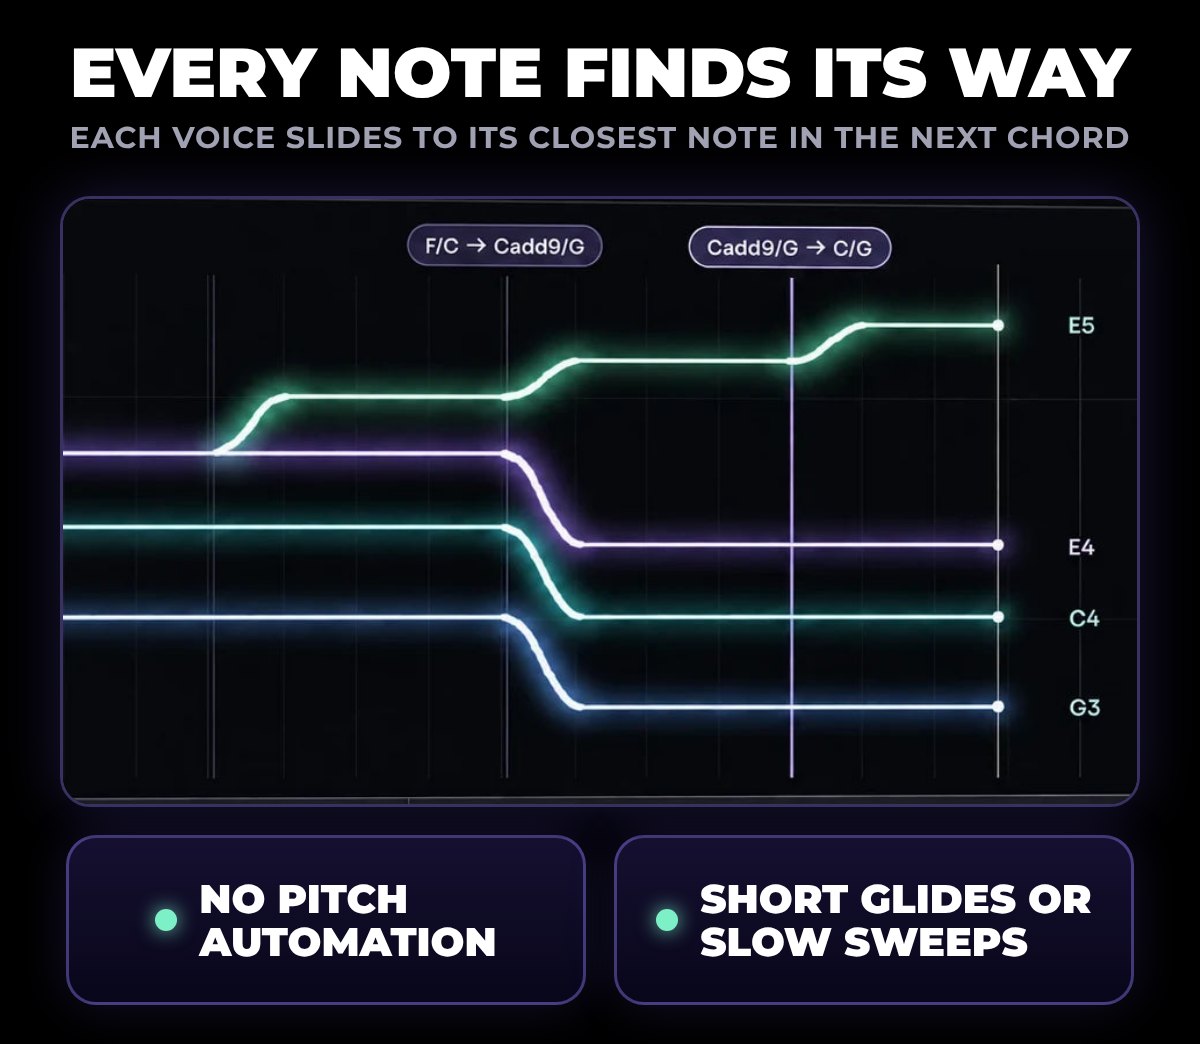 EVERY NOTE FINDS ITS WAY
EACH VOICE SLIDES TO ITS CLOSEST NOTE IN THE NEXT CHORD
F/C → Cadd9/G
Cadd9/G → C/G
E5
E4
C4
G3
NO PITCH
AUTOMATION
SHORT GLIDES OR
SLOW SWEEPS